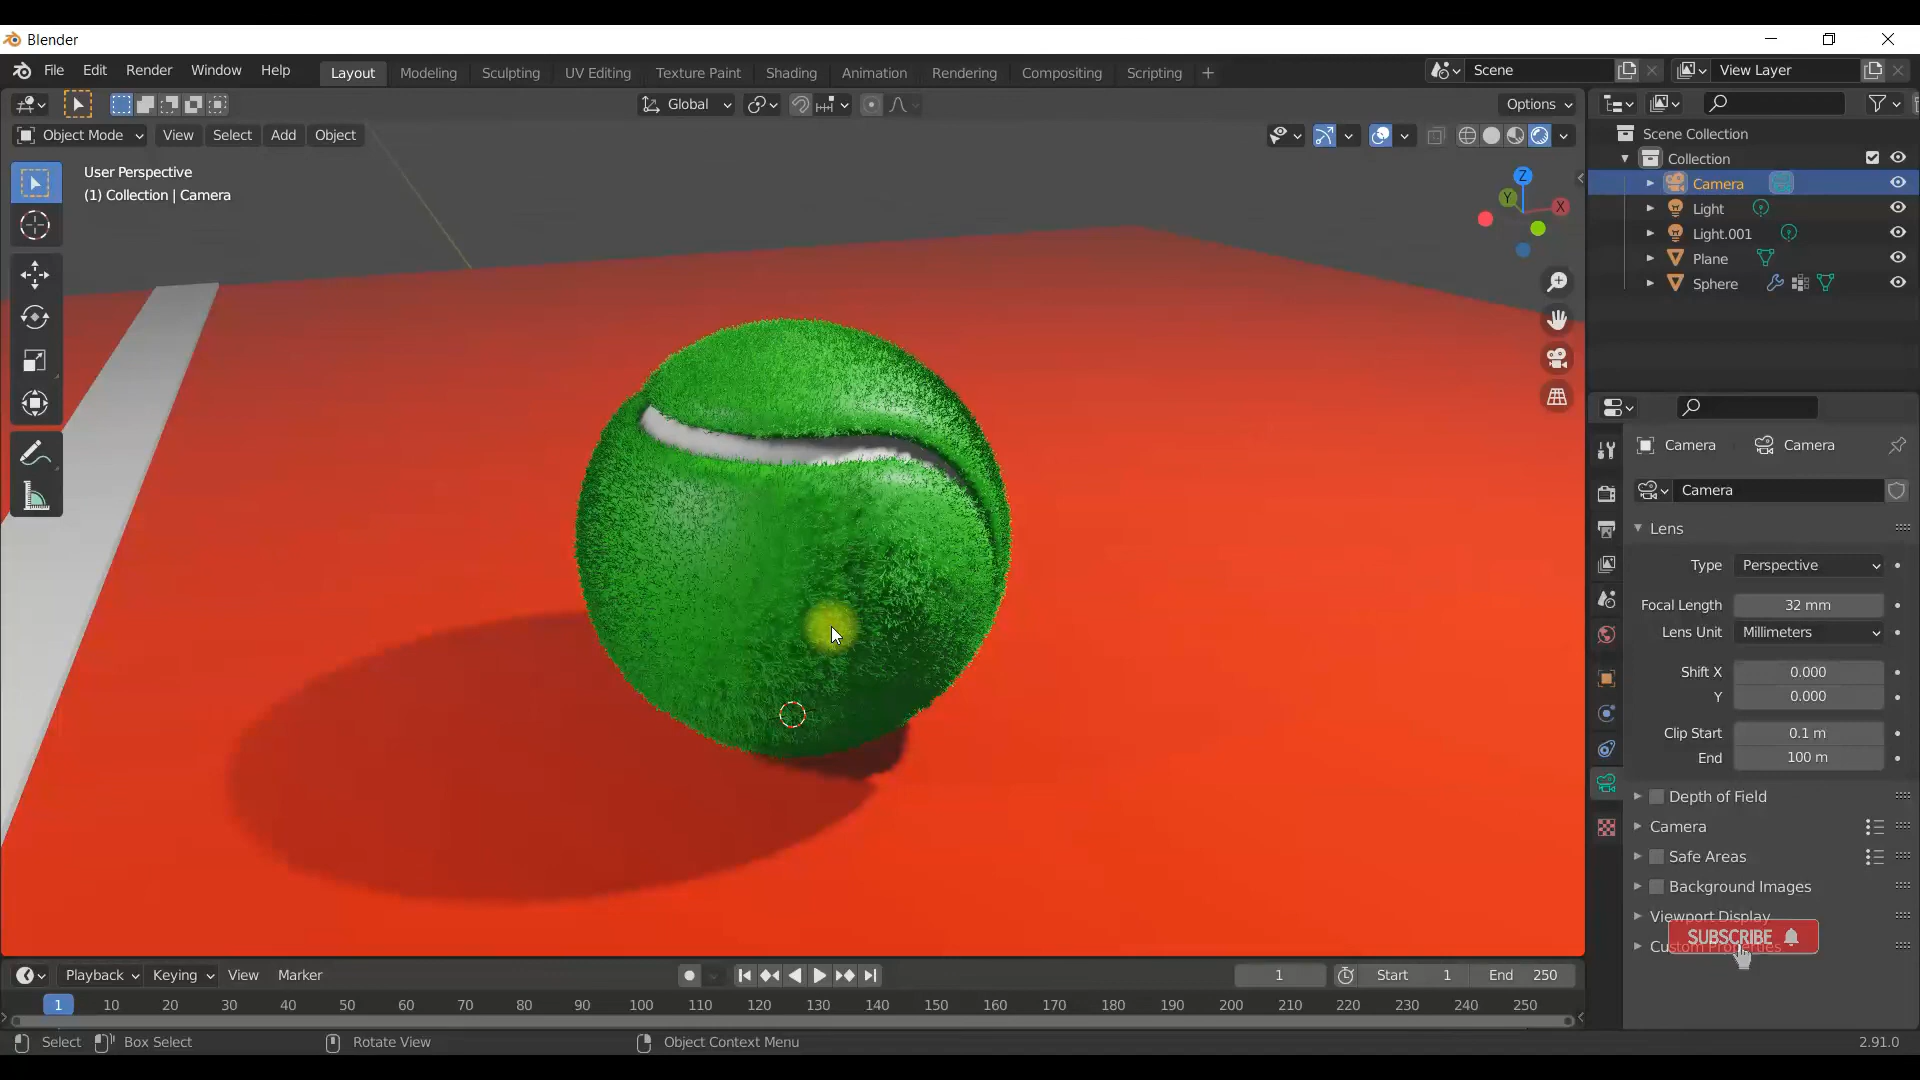 Blender
File Edit Render Window Help Layout Modeling Sculpting UV Editing Texture Paint Shading Animation Rendering Compositing Scripting + Scene View Layer
Global Options
Object Mode View Select Add Object
User Perspective
(1) Collection | Camera
Z
Y
X
Scene Collection
Collection
Camera
Light
Light.001
Plane
Sphere
Camera Camera
Camera
Lens
Type Perspective
Focal Length 32 mm
Lens Unit Millimeters
Shift X 0.000
Y 0.000
Clip Start 0.1 m
End 100 m
Depth of Field
Camera
Safe Areas
Background Images
Viewport Display
SUBSCRIBE
Custom Properties
Playback Keying View Marker 1 Start 1 End 250
1 10 20 30 40 50 60 70 80 90 100 110 120 130 140 150 160 170 180 190 200 210 220 230 240 250
Select Box Select Rotate View Object Context Menu 2.91.0